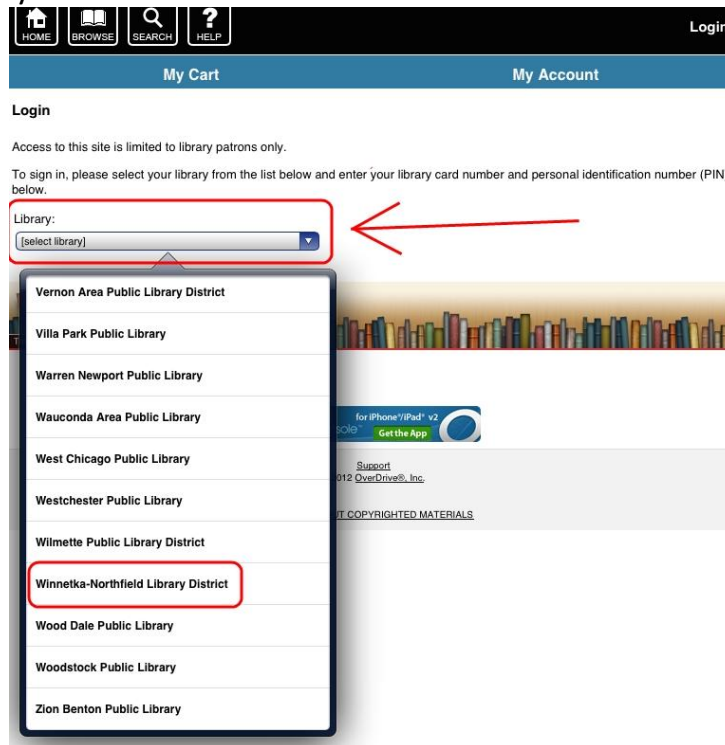 HOME BROWSE SEARCH HELP
Login
My Cart My Account
Login
Access to this site is limited to library patrons only.
To sign in, please select your library from the list below and enter your library card number and personal identification number (PIN)
below.
Library:
[select library]
Vernon Area Public Library District
Villa Park Public Library
Warren Newport Public Library
Wauconda Area Public Library
West Chicago Public Library
Westchester Public Library
Wilmette Public Library District
Winnetka-Northfield Library District
Wood Dale Public Library
Woodstock Public Library
Zion Benton Public Library
for iPhone®/iPad® v2
Get the App
Support
OverDrive®, Inc.
COPYRIGHTED MATERIALS